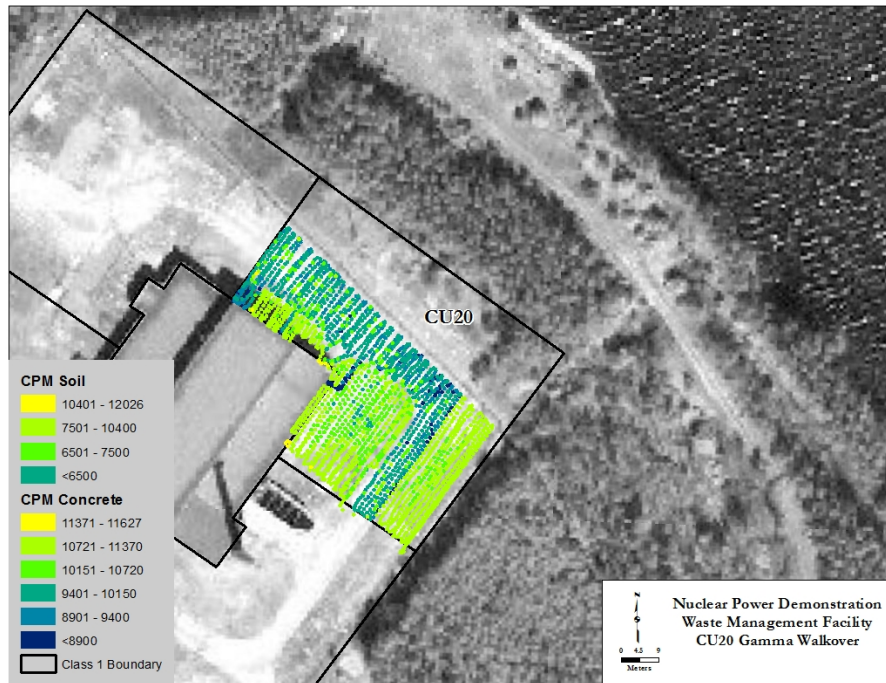 CU20
CPM Soil
10401 - 12026
7501 - 10400
6501 - 7500
<6500
CPM Concrete
11371 - 11627
10721 - 11370
10151 - 10720
9401 - 10150
8901 - 9400
<8900
Class 1 Boundary
N
0 4.5 9
Meters
Nuclear Power Demonstration
Waste Management Facility
CU20 Gamma Walkover